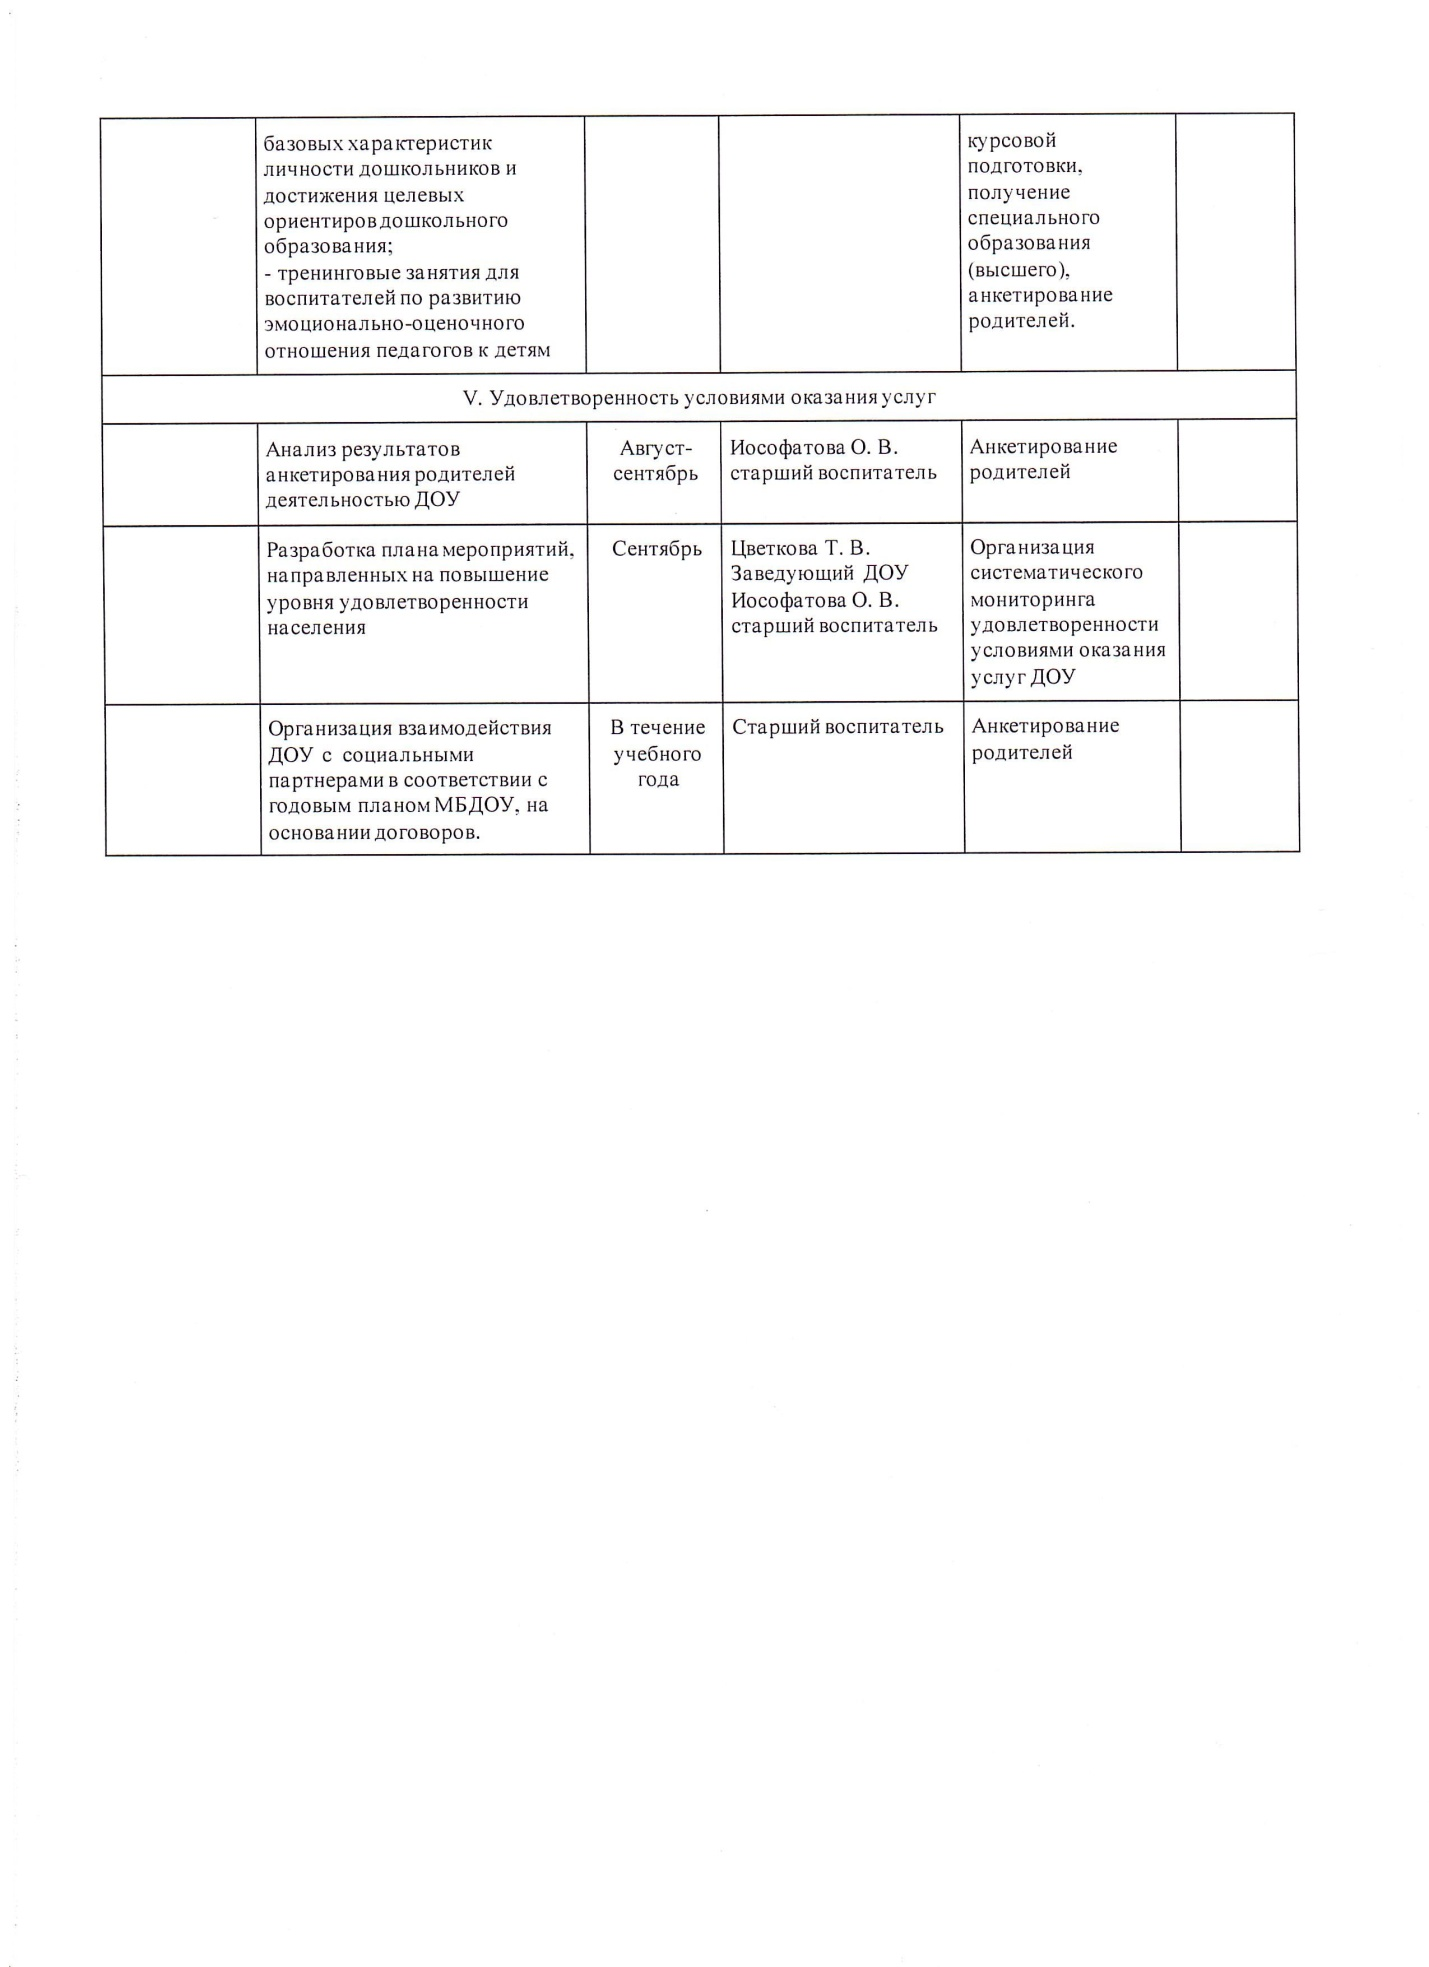 базовых характеристик
личности дошкольников и
достижения целевых
ориентиров дошкольного
образования;
- тренинговые занятия для
воспитателей по развитию
эмоционально-оценочного
отношения педагогов к детям
курсовой
подготовки,
получение
специального
образования
(высшего),
анкетирование
родителей.
V. Удовлетворенность условиями оказания услуг
Анализ результатов
анкетирования родителей
деятельностью ДОУ
Август-
сентябрь
Иософатова О. В.
старший воспитатель
Анкетирование
родителей
Разработка плана мероприятий,
направленных на повышение
уровня удовлетворенности
населения
Сентябрь
Цветкова Т. В.
Заведующий ДОУ
Иософатова О. В.
старший воспитатель
Организация
систематического
мониторинга
удовлетворенности
условиями оказания
услуг ДОУ
Организация взаимодействия
ДОУ с социальными
партнерами в соответствии с
годовым планом МБДОУ, на
основании договоров.
В течение
учебного
года
Старший воспитатель
Анкетирование
родителей